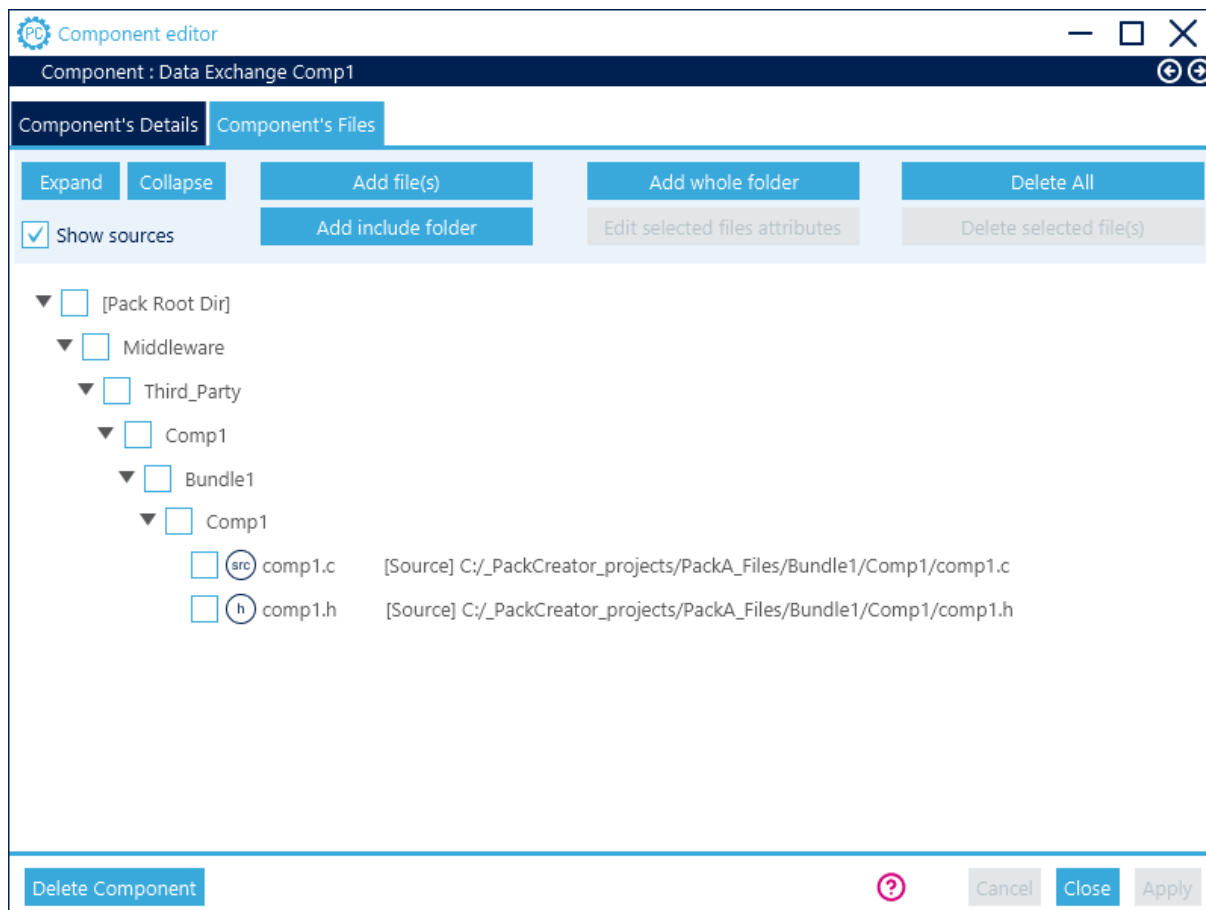 PC Component editor
Component : Data Exchange Comp1
Component's Details Component's Files
Expand Collapse Add file(s) Add whole folder Delete All
Show sources Add include folder Edit selected files attributes Delete selected file(s)
[Pack Root Dir]
Middleware
Third_Party
Comp1
Bundle1
Comp1
src comp1.c [Source] C:/_PackCreator_projects/PackA_Files/Bundle1/Comp1/comp1.c
h comp1.h [Source] C:/_PackCreator_projects/PackA_Files/Bundle1/Comp1/comp1.h
Delete Component ? Cancel Close Apply